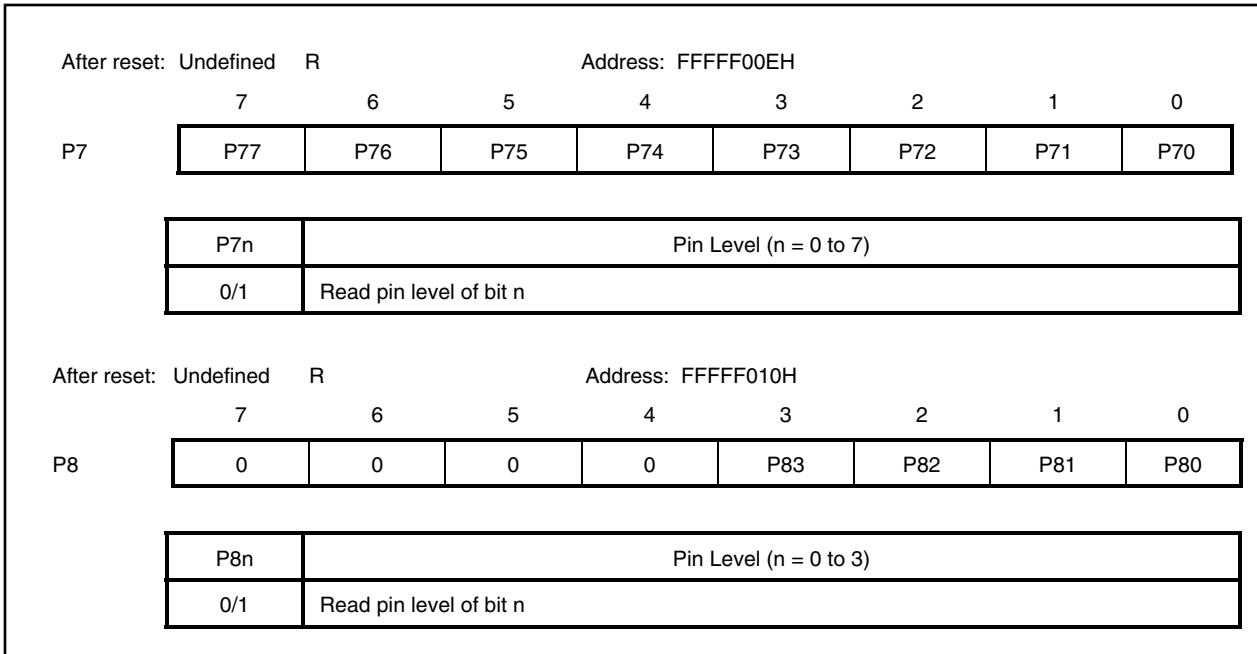 After reset: Undefined R Address: FFFFF00EH
7 6 5 4 3 2 1 0
P7 P77 P76 P75 P74 P73 P72 P71 P70
P7n Pin Level (n = 0 to 7)
0/1 Read pin level of bit n
After reset: Undefined R Address: FFFFF010H
7 6 5 4 3 2 1 0
P8 0 0 0 0 P83 P82 P81 P80
P8n Pin Level (n = 0 to 3)
0/1 Read pin level of bit n